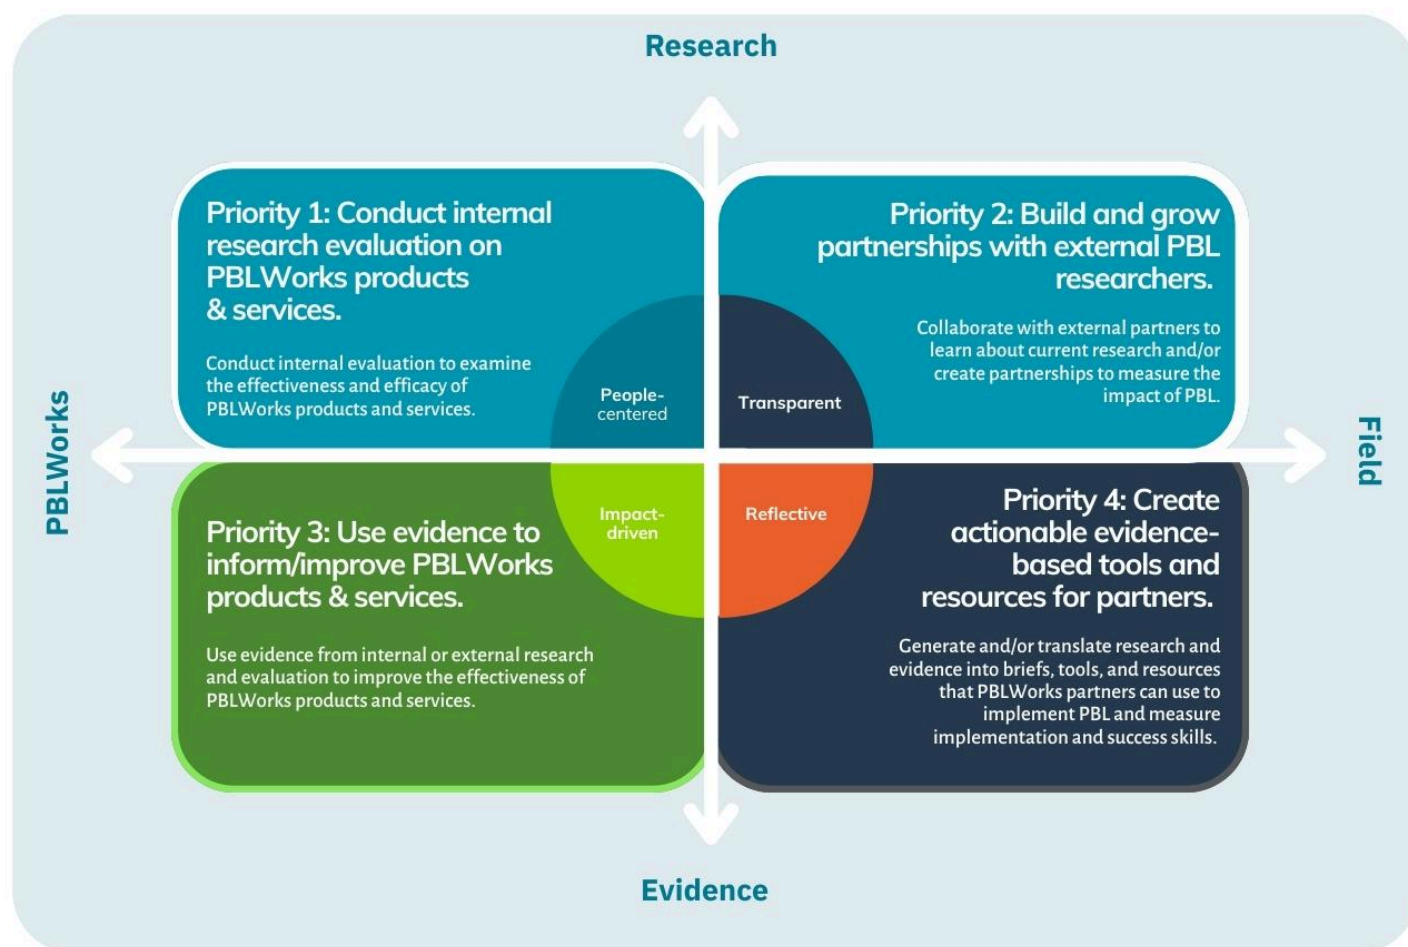 Research
Priority 1: Conduct internal
research evaluation on
PBLWorks products
& services.
Conduct internal evaluation to examine
the effectiveness and efficacy of
PBLWorks products and services.
People-
centered
Priority 2: Build and grow
partnerships with external PBL
researchers.
Collaborate with external partners to
learn about current research and/or
create partnerships to measure the
impact of PBL.
Transparent
PBLWorks
Field
Priority 3: Use evidence to
inform/improve PBLWorks
products & services.
Use evidence from internal or external research
and evaluation to improve the effectiveness of
PBLWorks products and services.
Impact-
driven
Reflective
Priority 4: Create
actionable evidence-
based tools and
resources for partners.
Generate and/or translate research and
evidence into briefs, tools, and resources
that PBLWorks partners can use to
implement PBL and measure
implementation and success skills.
Evidence